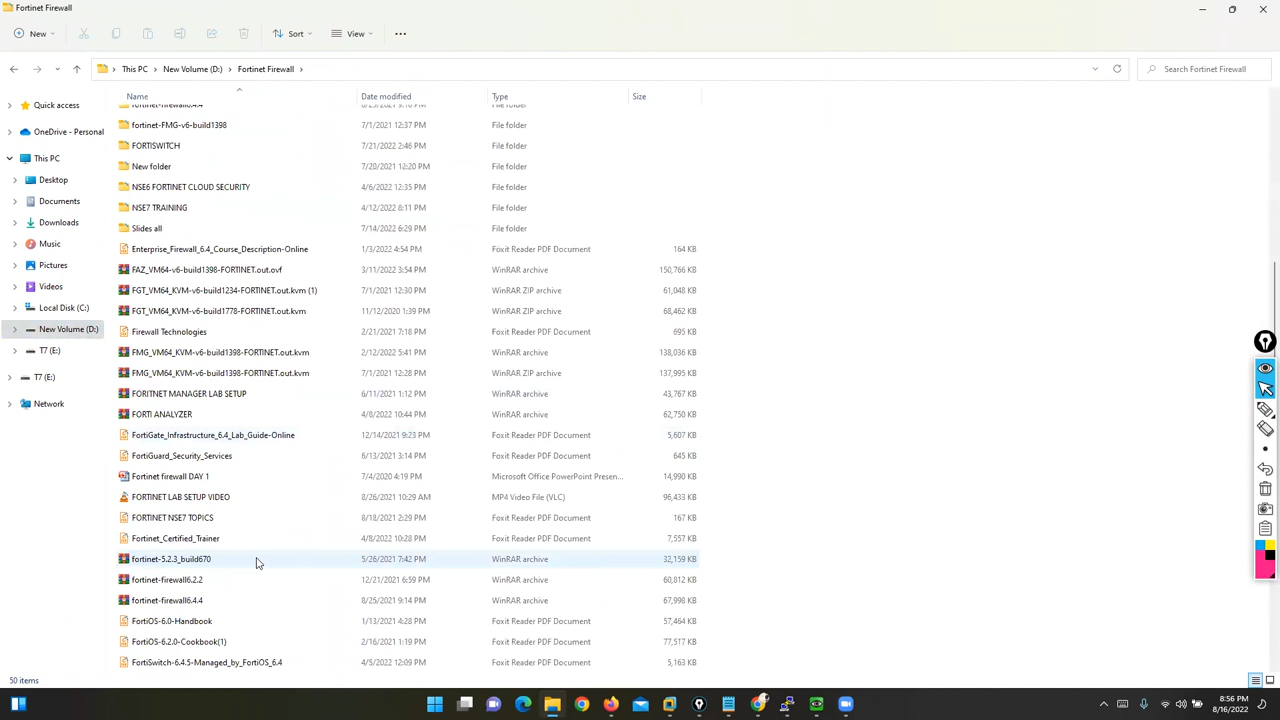 Fortinet Firewall
New
Sort
View
This PC
New Volume (D:)
Fortinet Firewall
Search Fortinet Firewall
Name
Date modified
Type
Size
Quick access
OneDrive - Personal
This PC
Desktop
Documents
Downloads
Music
Pictures
Videos
Local Disk (C:)
New Volume (D:)
T7 (E:)
T7 (E:)
Network
fortinet-firewall6.4.4 8/25/2021 9:16 PM File folder
fortinet-FMG-v6-build1398 7/1/2021 12:37 PM File folder
FORTISWITCH 7/21/2022 2:46 PM File folder
New folder 7/20/2021 12:20 PM File folder
NSE6 FORTINET CLOUD SECURITY 4/6/2022 12:35 PM File folder
NSE7 TRAINING 4/12/2022 8:11 PM File folder
Slides all 7/14/2022 6:29 PM File folder
Enterprise_Firewall_6.4_Course_Description-Online 1/3/2022 4:54 PM Foxit Reader PDF Document 164 KB
FAZ_VM64-v6-build1398-FORTINET.out.ovf 3/11/2022 3:54 PM WinRAR archive 150,766 KB
FGT_VM64_KVM-v6-build1234-FORTINET.out.kvm (1) 7/1/2021 12:30 PM WinRAR ZIP archive 61,048 KB
FGT_VM64_KVM-v6-build1778-FORTINET.out.kvm 11/12/2020 1:39 PM WinRAR ZIP archive 68,462 KB
Firewall Technologies 2/21/2021 7:18 PM Foxit Reader PDF Document 695 KB
FMG_VM64_KVM-v6-build1398-FORTINET.out.kvm 2/12/2022 5:41 PM WinRAR archive 138,036 KB
FMG_VM64_KVM-v6-build1398-FORTINET.out.kvm 7/1/2021 12:28 PM WinRAR ZIP archive 137,995 KB
FORITNET MANAGER LAB SETUP 6/11/2021 1:12 PM WinRAR archive 43,767 KB
FORTI ANALYZER 4/8/2022 10:44 PM WinRAR archive 62,750 KB
FortiGate_Infrastructure_6.4_Lab_Guide-Online 12/14/2021 9:23 PM Foxit Reader PDF Document 5,607 KB
FortiGuard_Security_Services 6/13/2021 3:14 PM Foxit Reader PDF Document 645 KB
Fortinet firewall DAY 1 7/4/2020 4:19 PM Microsoft Office PowerPoint Presen... 14,990 KB
FORTINET LAB SETUP VIDEO 8/26/2021 10:29 AM MP4 Video File (VLC) 96,433 KB
FORTINET NSE7 TOPICS 8/18/2021 2:29 PM Foxit Reader PDF Document 167 KB
Fortinet_Certified_Trainer 4/8/2022 10:28 PM Foxit Reader PDF Document 7,557 KB
fortinet-5.2.3_build670 5/26/2021 7:42 PM WinRAR archive 32,159 KB
fortinet-firewall6.2.2 12/21/2021 6:59 PM WinRAR archive 60,812 KB
fortinet-firewall6.4.4 8/25/2021 9:14 PM WinRAR archive 67,998 KB
FortiOS-6.0-Handbook 1/13/2021 4:28 PM Foxit Reader PDF Document 57,464 KB
FortiOS-6.2.0-Cookbook(1) 2/16/2021 1:19 PM Foxit Reader PDF Document 77,517 KB
FortiSwitch-6.4.5-Managed_by_FortiOS_6.4 4/5/2022 12:09 PM Foxit Reader PDF Document 5,163 KB
50 items
8:56 PM
8/16/2022